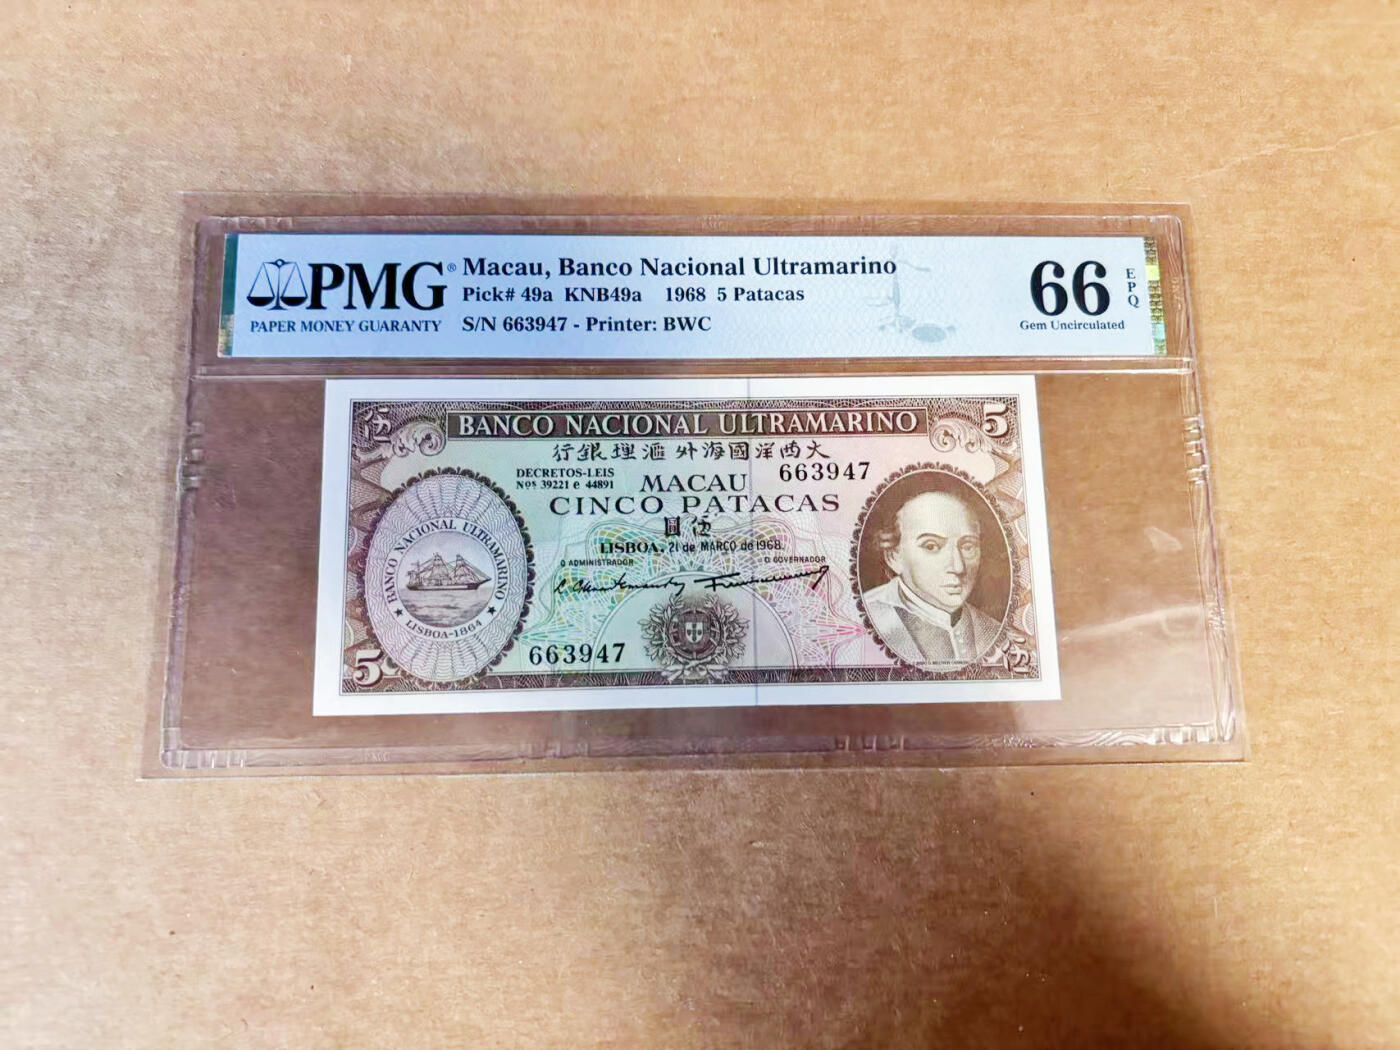 PMG®
PAPER MONEY GUARANTY
Macau, Banco Nacional Ultramarino
Pick# 49a KNB49a 1968 5 Patacas
S/N 663947 - Printer: BWC
66
EPQ
Gem Uncirculated
伍
BANCO NACIONAL ULTRAMARINO
5
行銀理滙外海國洋西大
DECRETOS-LEIS
Nos. 39221 e 44891
MACAU
663947
CINCO PATACAS
圓伍
LISBOA, 21 de MARÇO de 1968.
O ADMINISTRADOR
O GOVERNADOR
BANCO NACIONAL ULTRAMARINO
LISBOA-1864
663947
5
伍